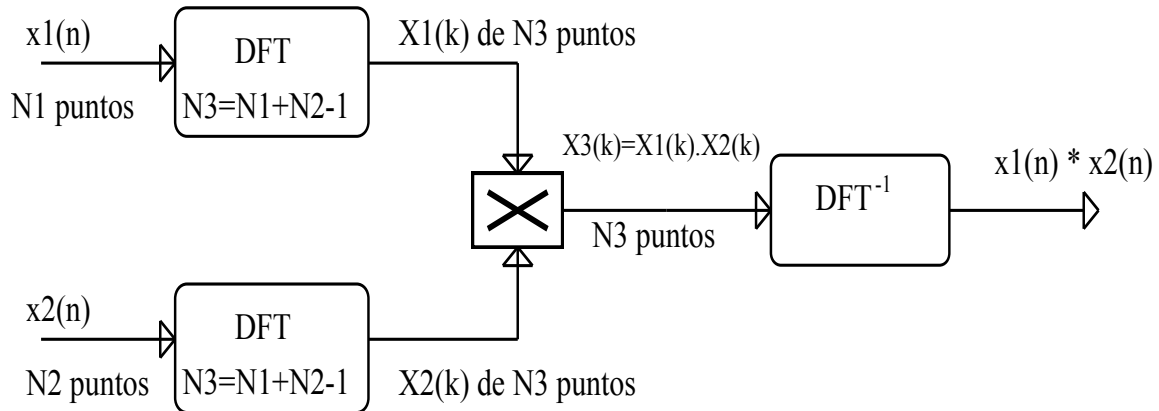 x1(n)
N1 puntos
DFT
N3=N1+N2-1
X1(k) de N3 puntos
X3(k)=X1(k).X2(k)
N3 puntos
DFT-1
x1(n) * x2(n)
x2(n)
N2 puntos
DFT
N3=N1+N2-1
X2(k) de N3 puntos